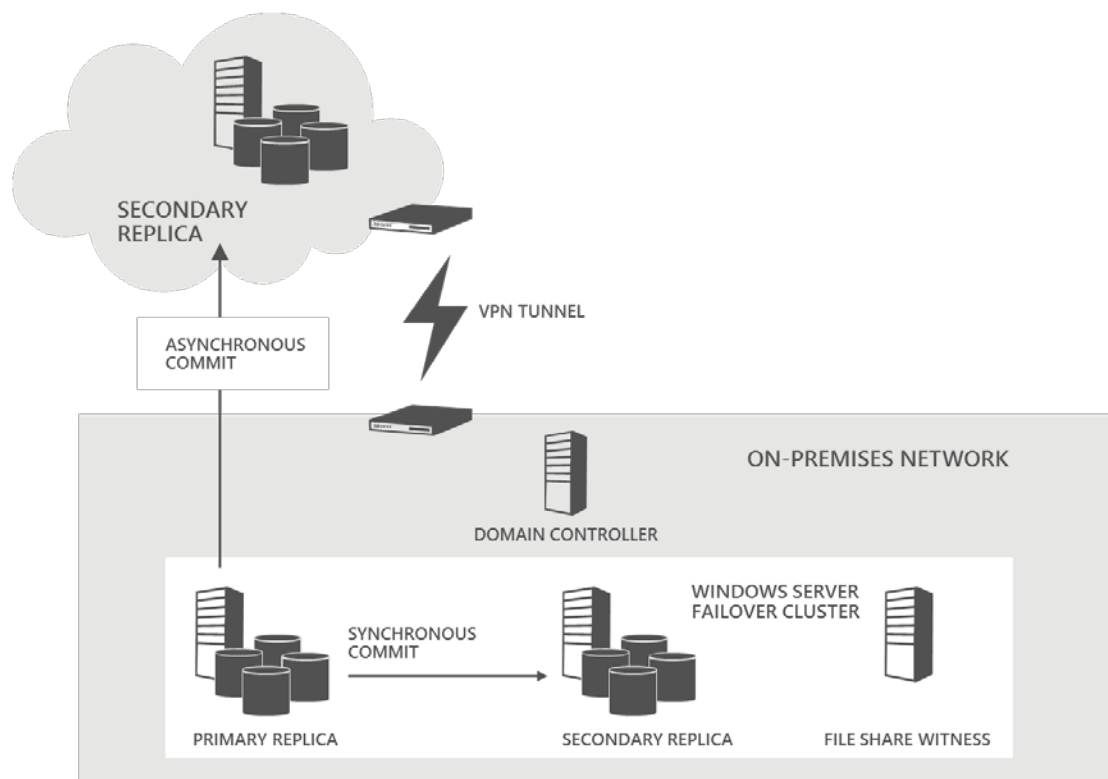 SECONDARY
REPLICA
VPN TUNNEL
ASYNCHRONOUS
COMMIT
ON-PREMISES NETWORK
DOMAIN CONTROLLER
WINDOWS SERVER
FAILOVER CLUSTER
SYNCHRONOUS
COMMIT
PRIMARY REPLICA
SECONDARY REPLICA
FILE SHARE WITNESS